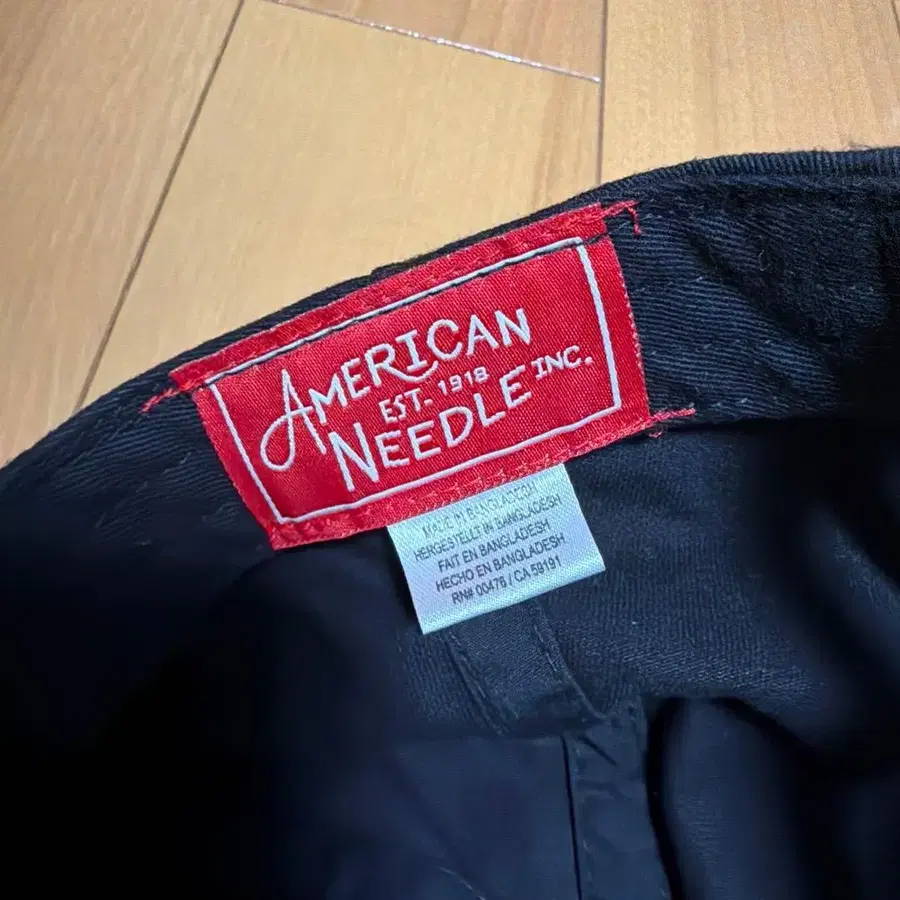 AMERICAN
EST. 1918
NEEDLE INC.
MADE IN BANGLADESH
HERGESTELLT IN BANGLADESH
FAIT EN BANGLADESH
HECHO EN BANGLADESH
RN# 00476 / CA 59191